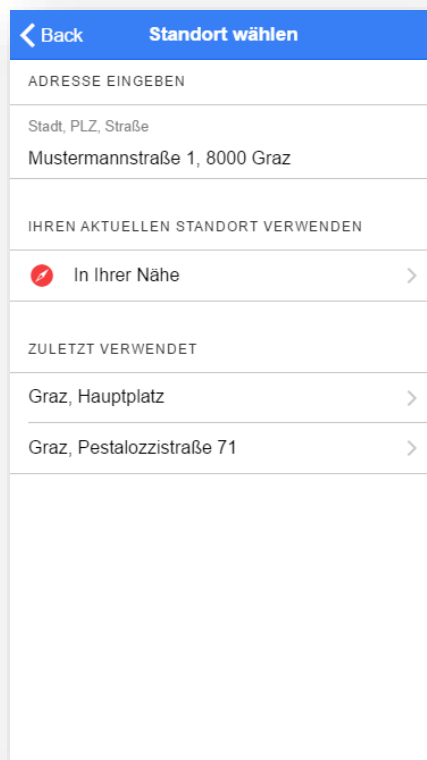 Back
Standort wählen
ADRESSE EINGEBEN
Stadt, PLZ, Straße
Mustermannstraße 1, 8000 Graz
IHREN AKTUELLEN STANDORT VERWENDEN
In Ihrer Nähe
ZULETZT VERWENDET
Graz, Hauptplatz
Graz, Pestalozzistraße 71